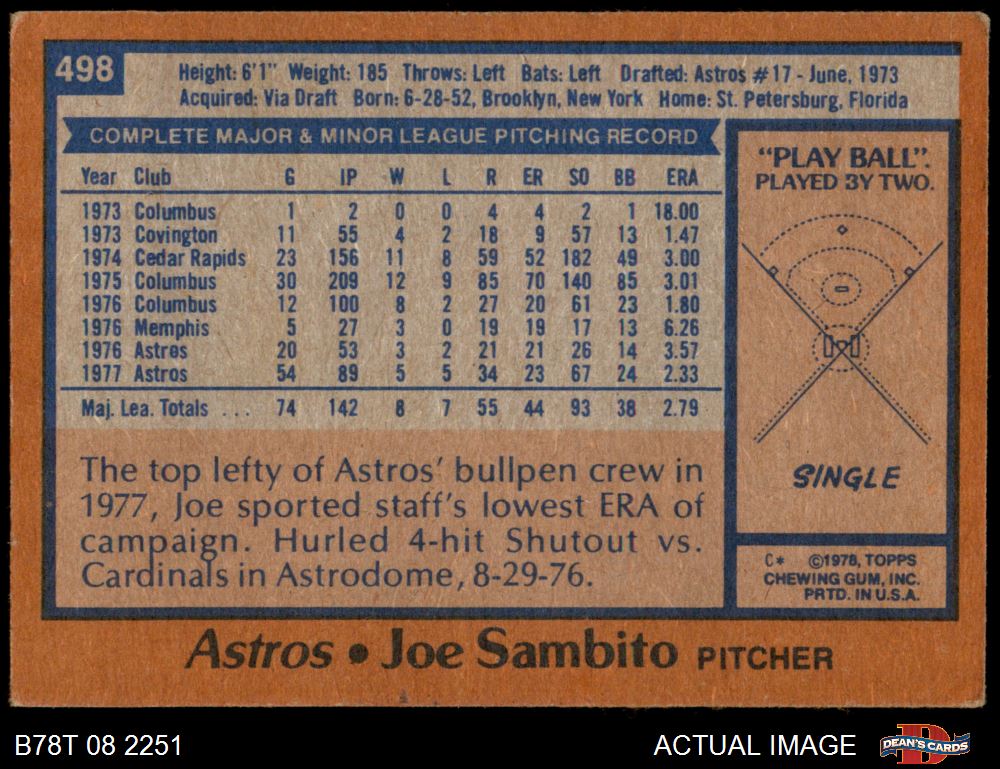 498
Height: 6'1" Weight: 185 Throws: Left Bats: Left Drafted: Astros #17 - June, 1973
Acquired: Via Draft Born: 6-28-52, Brooklyn, New York Home: St. Petersburg, Florida
COMPLETE MAJOR & MINOR LEAGUE PITCHING RECORD
Year Club G IP W L R ER SO BB ERA
1973 Columbus 1 2 0 0 4 4 2 1 18.00
1973 Covington 11 55 4 2 18 9 57 13 1.47
1974 Cedar Rapids 23 156 11 8 59 52 182 49 3.00
1975 Columbus 30 209 12 9 85 70 140 85 3.01
1976 Columbus 12 100 8 2 27 20 61 23 1.80
1976 Memphis 5 27 3 0 19 19 17 13 6.26
1976 Astros 20 53 3 2 21 21 26 14 3.57
1977 Astros 54 89 5 5 34 23 67 24 2.33
Maj. Lea. Totals ... 74 142 8 7 55 44 93 38 2.79
The top lefty of Astros' bullpen crew in
1977, Joe sported staff's lowest ERA of
campaign. Hurled 4-hit Shutout vs.
Cardinals in Astrodome, 8-29-76.
"PLAY BALL".
PLAYED BY TWO.
SINGLE
C* ©1978, TOPPS
CHEWING GUM, INC.
PRTD. IN U.S.A.
Astros • Joe Sambito PITCHER
B78T 08 2251
ACTUAL IMAGE
DEAN'S CARDS